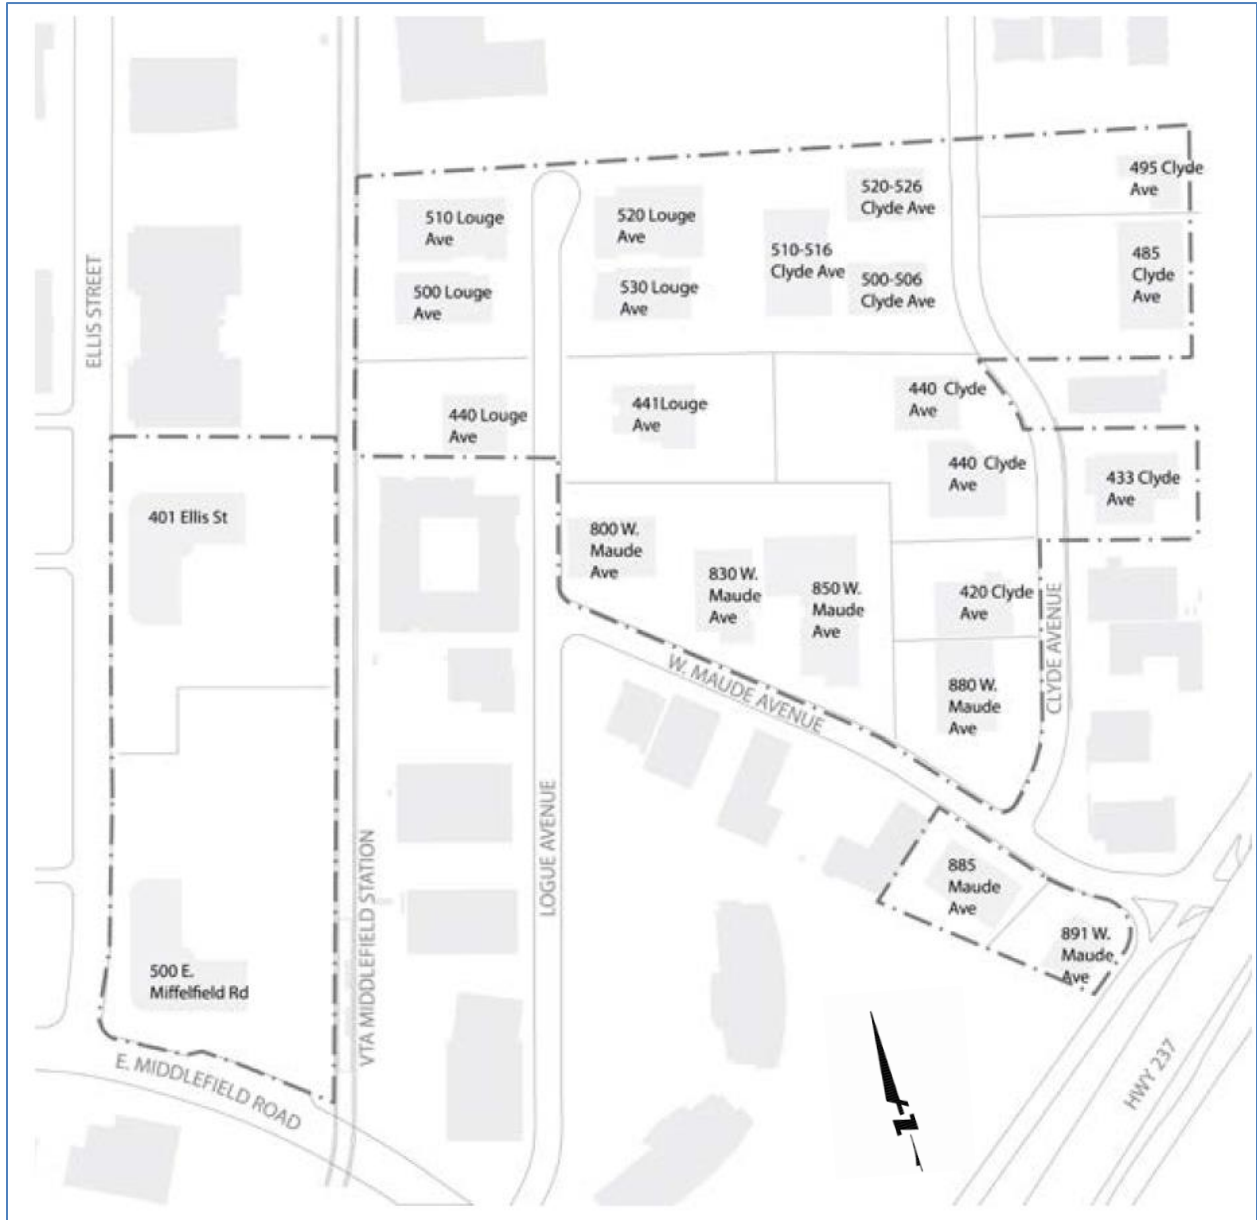 495 Clyde
Ave
520-526
Clyde Ave
510 Louge
Ave
520 Louge
Ave
510-516
Clyde Ave
485
Clyde
Ave
500 Louge
Ave
530 Louge
Ave
500-506
Clyde Ave
ELLIS STREET
440 Louge
Ave
441Louge
Ave
440 Clyde
Ave
440 Clyde
Ave
433 Clyde
Ave
401 Ellis St
800 W.
Maude
Ave
830 W.
Maude
Ave
850 W.
Maude
Ave
420 Clyde
Ave
CLYDE AVENUE
W. MAUDE AVENUE
880 W.
Maude
Ave
VTA MIDDLEFIELD STATION
LOGUE AVENUE
885
Maude
Ave
891 W.
Maude
Ave
500 E.
Miffelfield Rd
E. MIDDLEFIELD ROAD
HWY 237
N